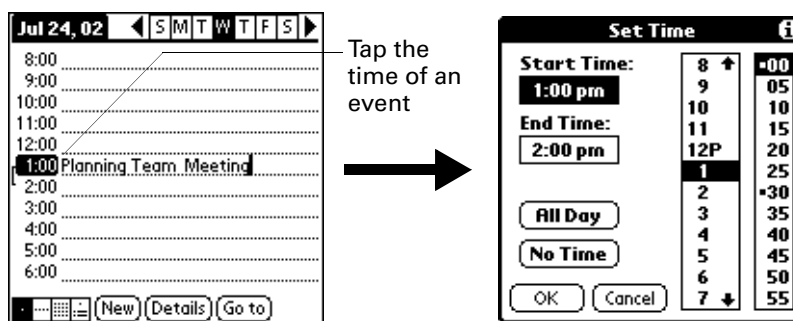 Jul 24, 02 S M T W T F S
8:00
9:00
10:00
11:00
12:00
1:00 Planning Team Meeting
2:00
3:00
4:00
5:00
6:00
New Details Go to
Tap the
time of an
event
Set Time i
Start Time:
1:00 pm
End Time:
2:00 pm
All Day
No Time
OK Cancel
8
9
10
11
12P
1
2
3
4
5
6
7
00
05
10
15
20
25
30
35
40
45
50
55